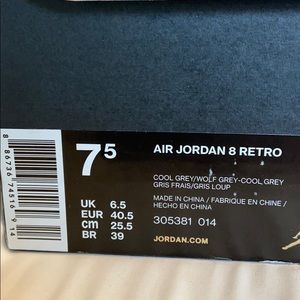 7 5
AIR JORDAN 8 RETRO
COOL GREY/WOLF GREY-COOL GREY
GRIS FRAIS/GRIS LOUP
MADE IN CHINA / FABRIQUE EN CHINE /
HECHO EN CHINA
305381 014
JORDAN.COM
UK 6.5
EUR 40.5
cm 25.5
BR 39